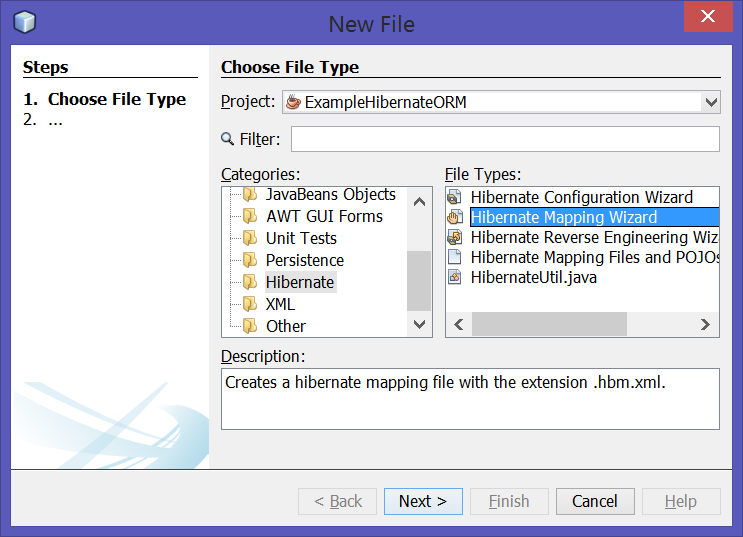 New File
Steps
1. Choose File Type
2. ...
Choose File Type
Project: ExampleHibernateORM
Filter:
Categories:
JavaBeans Objects
AWT GUI Forms
Unit Tests
Persistence
Hibernate
XML
Other
File Types:
Hibernate Configuration Wizard
Hibernate Mapping Wizard
Hibernate Reverse Engineering Wiz
Hibernate Mapping Files and POJOs
HibernateUtil.java
Description:
Creates a hibernate mapping file with the extension .hbm.xml.
< Back Next > Finish Cancel Help